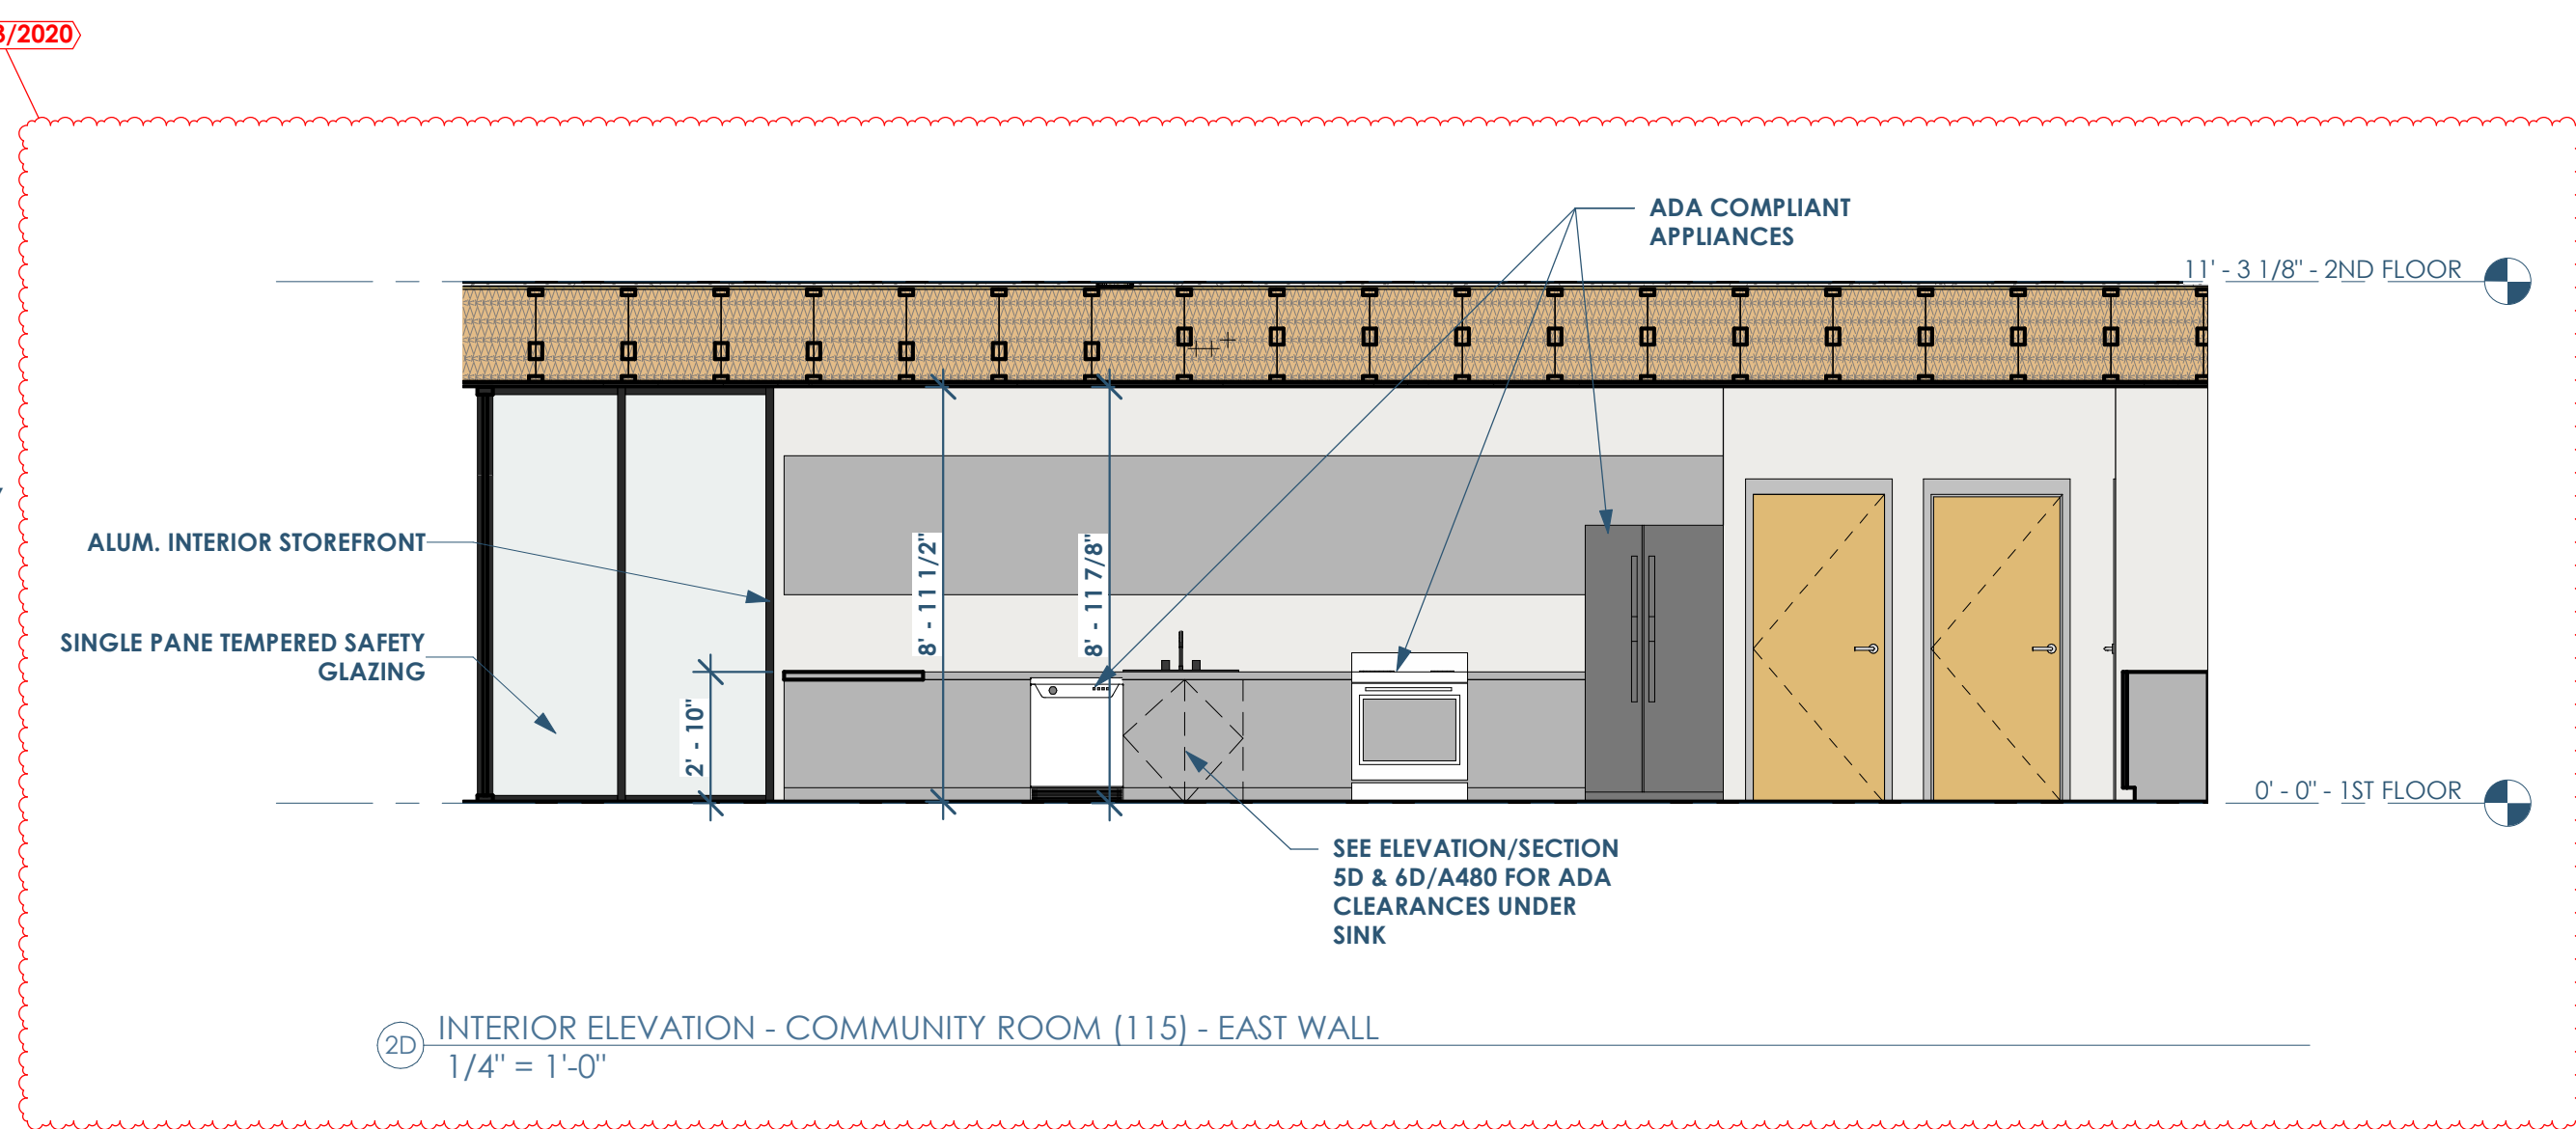 3/2020
ADA COMPLIANT
APPLIANCES
11' - 3 1/8" - 2ND FLOOR
ALUM. INTERIOR STOREFRONT
8' - 11 1/2"
8' - 11 7/8"
SINGLE PANE TEMPERED SAFETY
GLAZING
2' - 10"
0' - 0" - 1ST FLOOR
SEE ELEVATION/SECTION
5D & 6D/A480 FOR ADA
CLEARANCES UNDER
SINK
2D
INTERIOR ELEVATION - COMMUNITY ROOM (115) - EAST WALL
1/4" = 1'-0"